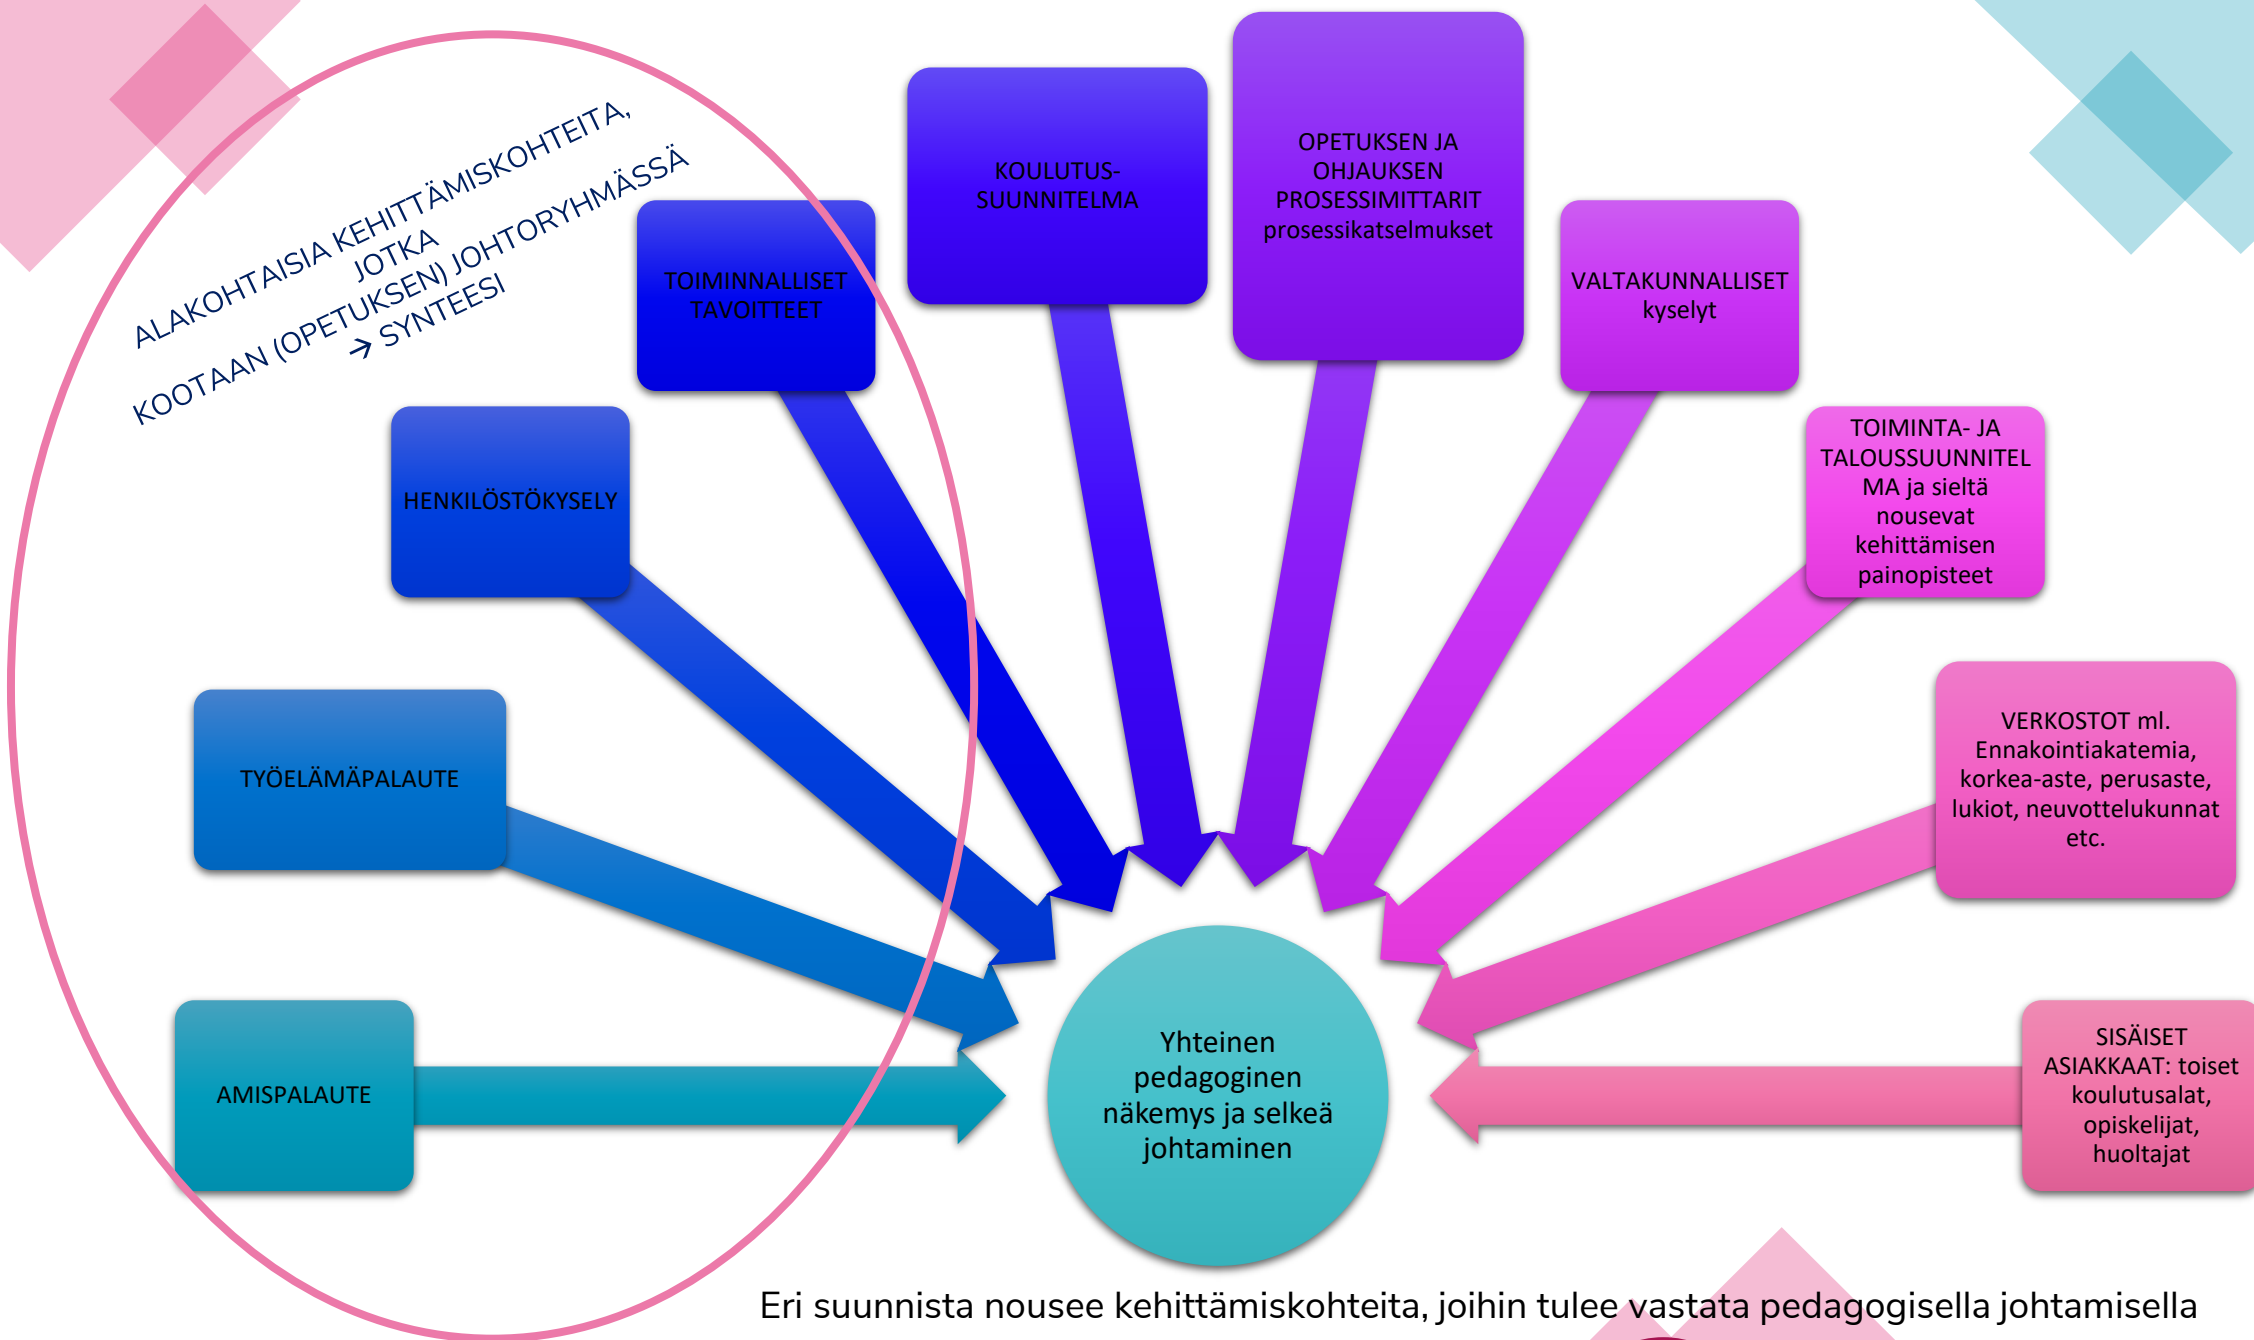 ALAKOHTAISIA KEHITTÄMISKOHTEITA,
JOTKA
KOOTAAN (OPETUKSEN) JOHTORYHMÄSSÄ
→ SYNTEESI
AMISPALAUTE
TYÖELÄMÄPALAUTE
HENKILÖSTÖKYSELY
TOIMINNALLISET
TAVOITTEET
KOULUTUS-
SUUNNITELMA
OPETUKSEN JA
OHJAUKSEN
PROSESSIMITTARIT
prosessikatselmukset
VALTAKUNNALLISET
kyselyt
TOIMINTA- JA
TALOUSSUUNNITEL
MA ja sieltä
nousevat
kehittämisen
painopisteet
VERKOSTOT ml.
Ennakointiakatemia,
korkea-aste, perusaste,
lukiot, neuvottelukunnat
etc.
SISÄISET
ASIAKKAAT: toiset
koulutusalat,
opiskelijat,
huoltajat
Yhteinen
pedagoginen
näkemys ja selkeä
johtaminen
Eri suunnista nousee kehittämiskohteita, joihin tulee vastata pedagogisella johtamisella